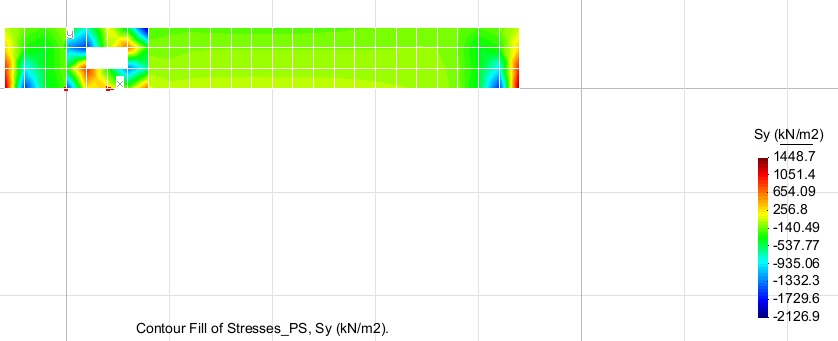 y
x
Sy (kN/m2)
1448.7
1051.4
654.09
256.8
-140.49
-537.77
-935.06
-1332.3
-1729.6
-2126.9
Contour Fill of Stresses_PS, Sy (kN/m2).